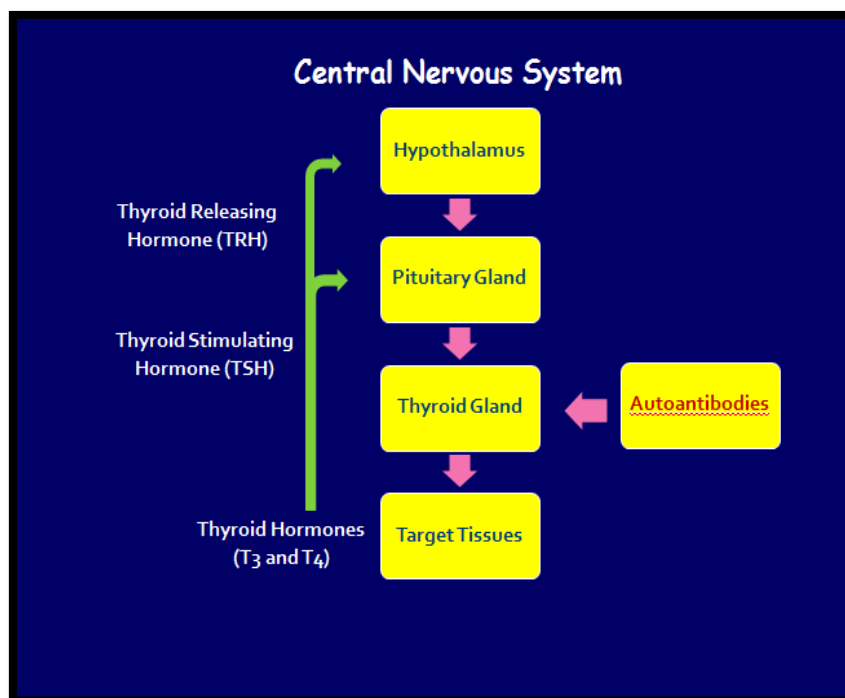 Central Nervous System
Hypothalamus
Thyroid Releasing
Hormone (TRH)
Pituitary Gland
Thyroid Stimulating
Hormone (TSH)
Thyroid Gland
Autoantibodies
Thyroid Hormones
(T3 and T4)
Target Tissues